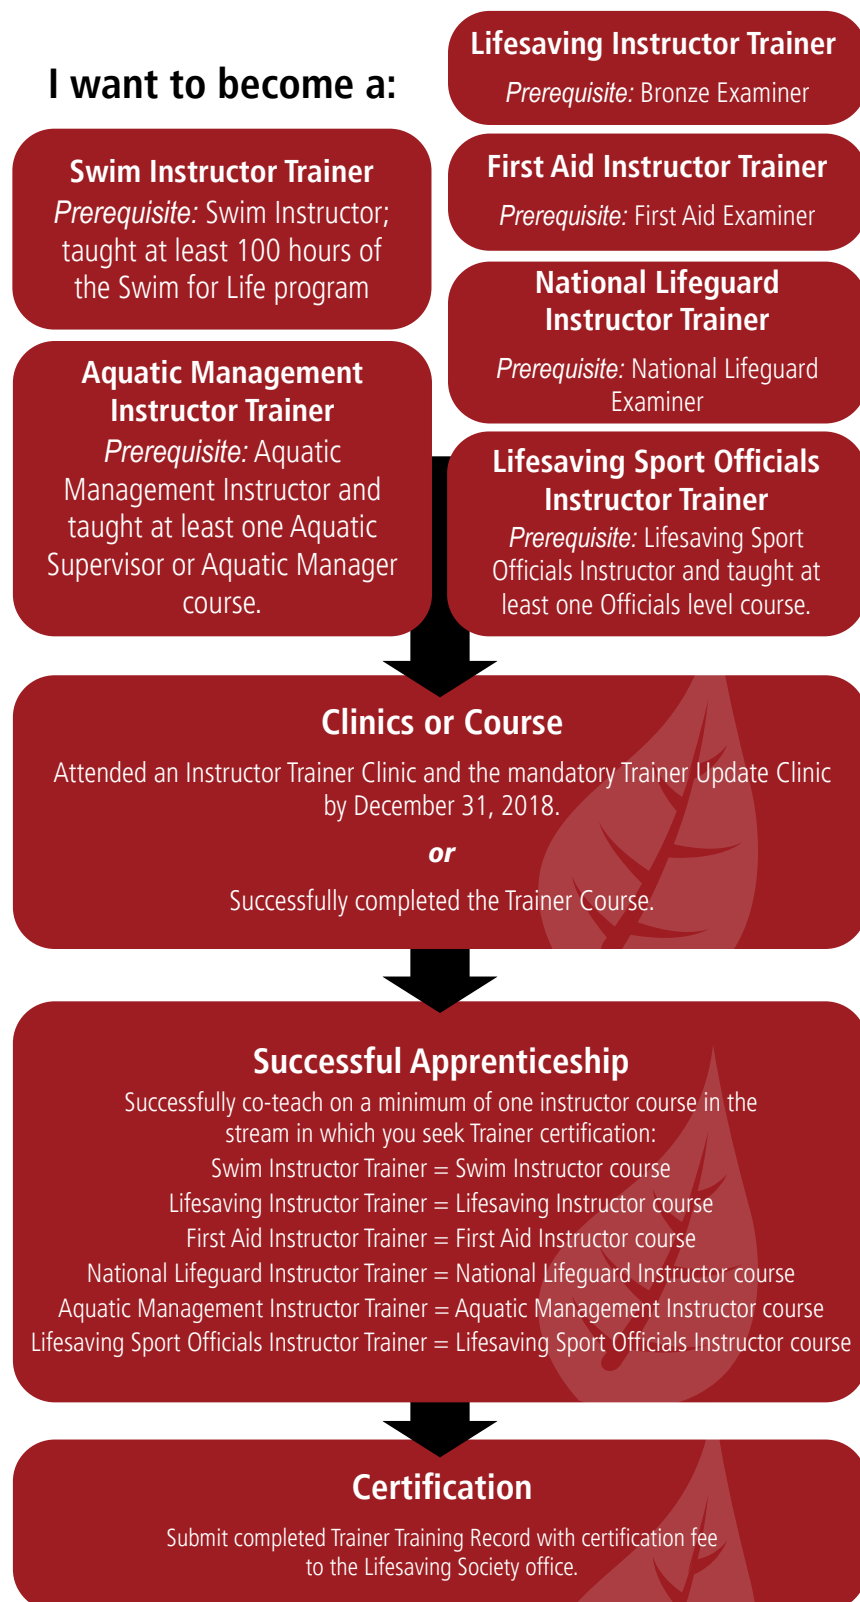 I want to become a:
Swim Instructor Trainer
Prerequisite: Swim Instructor;
taught at least 100 hours of
the Swim for Life program
Aquatic Management
Instructor Trainer
Prerequisite: Aquatic
Management Instructor and
taught at least one Aquatic
Supervisor or Aquatic Manager
course.
Lifesaving Instructor Trainer
Prerequisite: Bronze Examiner
First Aid Instructor Trainer
Prerequisite: First Aid Examiner
National Lifeguard
Instructor Trainer
Prerequisite: National Lifeguard
Examiner
Lifesaving Sport Officials
Instructor Trainer
Prerequisite: Lifesaving Sport
Officials Instructor and taught at
least one Officials level course.
Clinics or Course
Attended an Instructor Trainer Clinic and the mandatory Trainer Update Clinic
by December 31, 2018.
or
Successfully completed the Trainer Course.
Successful Apprenticeship
Successfully co-teach on a minimum of one instructor course in the
stream in which you seek Trainer certification:
Swim Instructor Trainer = Swim Instructor course
Lifesaving Instructor Trainer = Lifesaving Instructor course
First Aid Instructor Trainer = First Aid Instructor course
National Lifeguard Instructor Trainer = National Lifeguard Instructor course
Aquatic Management Instructor Trainer = Aquatic Management Instructor course
Lifesaving Sport Officials Instructor Trainer = Lifesaving Sport Officials Instructor course
Certification
Submit completed Trainer Training Record with certification fee
to the Lifesaving Society office.